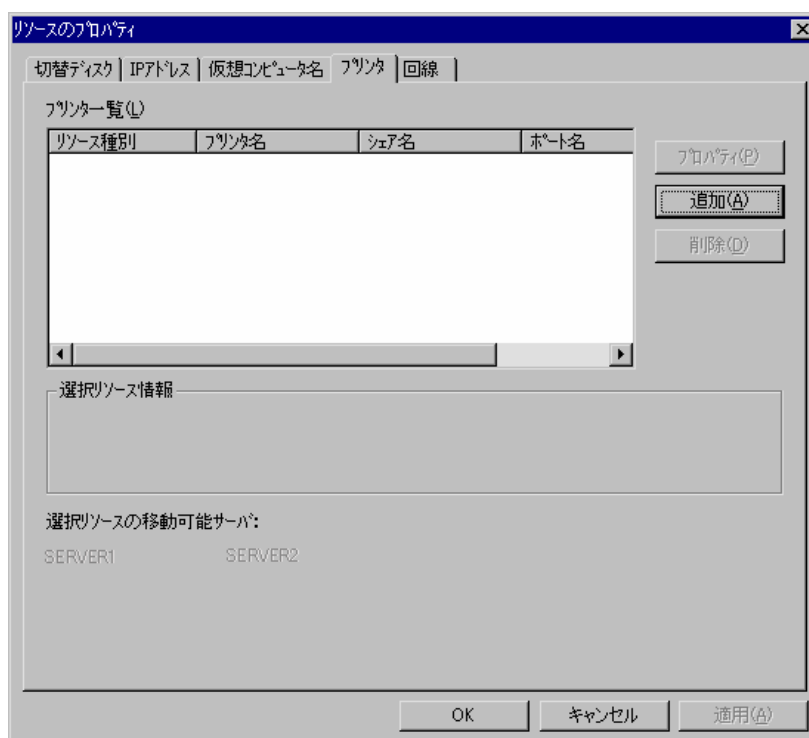 リソースのプロパティ
切替ディスク IPアドレス 仮想コンピュータ名 プリンタ 回線
プリンタ一覧(L)
リソース種別 プリンタ名 シェア名 ポート名
プロパティ(P)
追加(A)
削除(D)
選択リソース情報
選択リソースの移動可能サーバ:
SERVER1 SERVER2
OK キャンセル 適用(A)